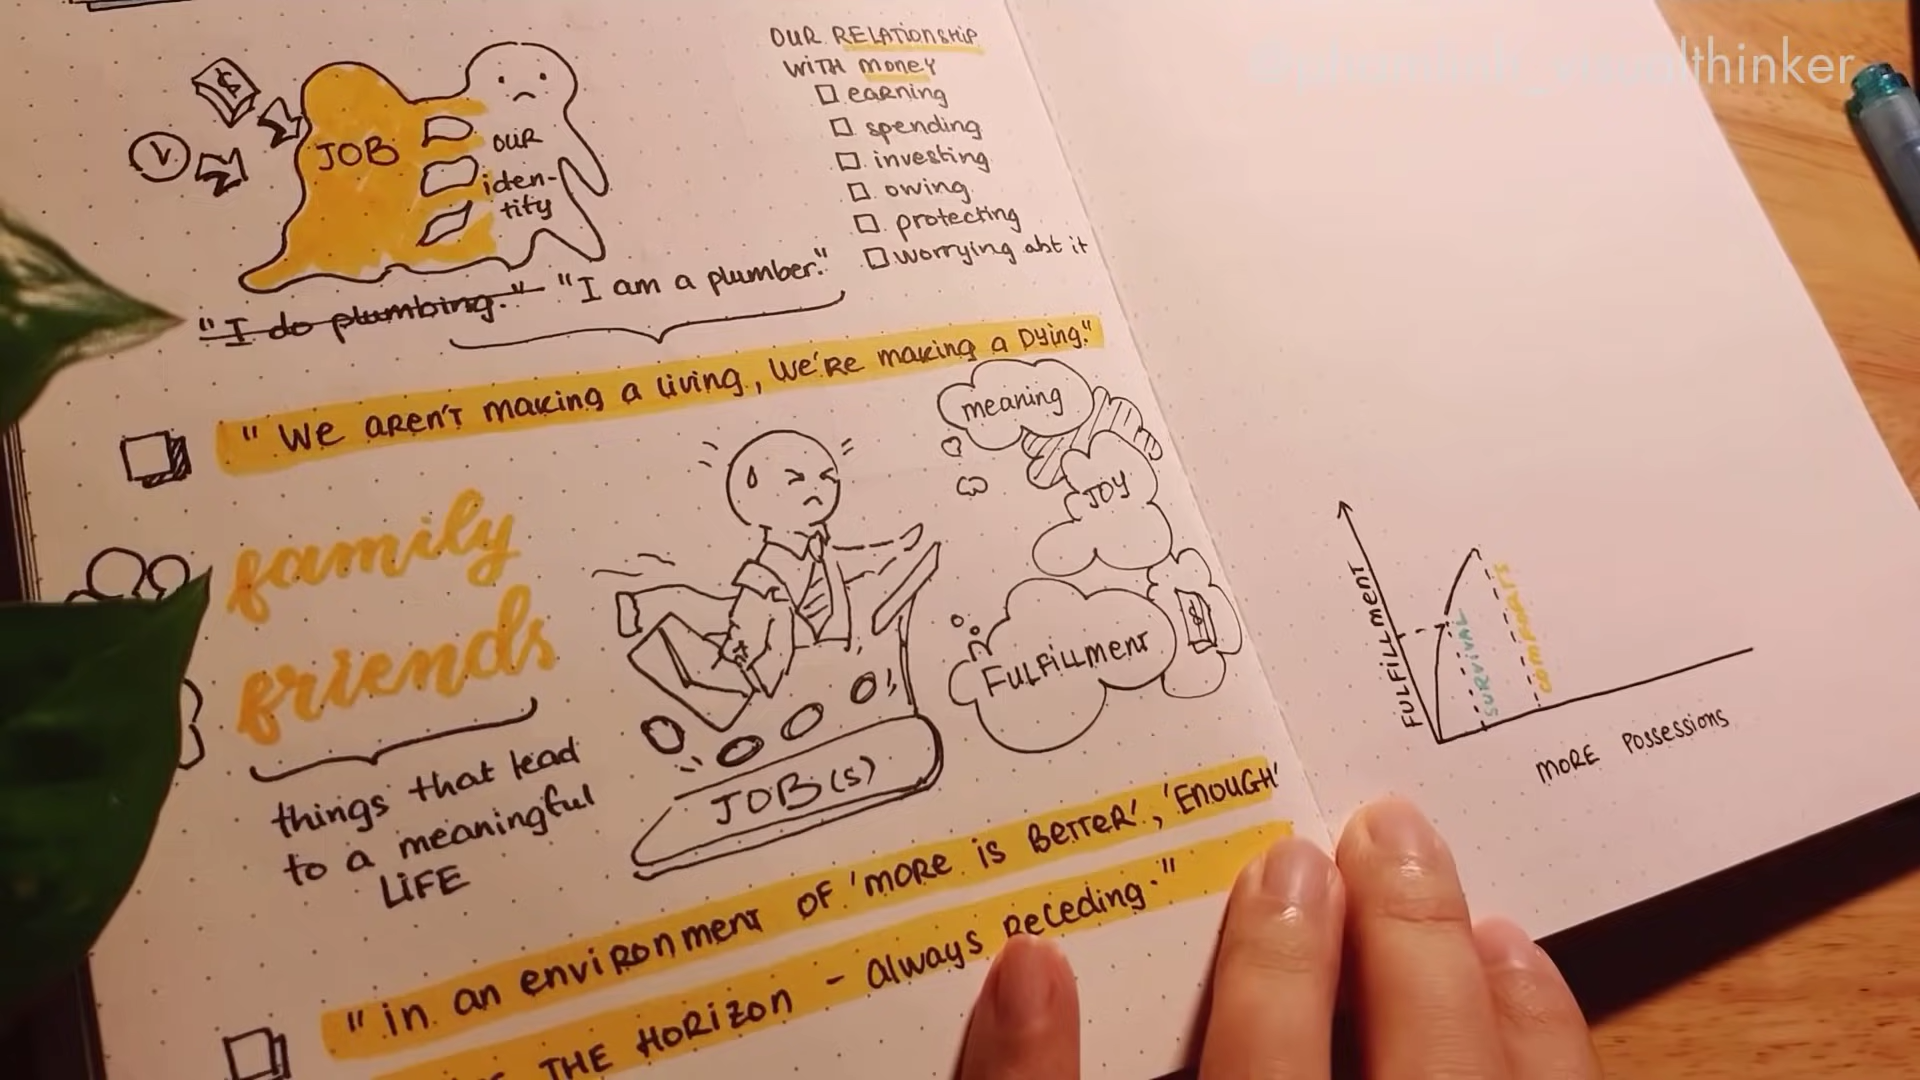 thinker
$
JOB
OUR
iden-
tity
OUR RELATIONSHIP
WITH money
earning
spending
investing
owing
protecting
worrying abt it
"I do plumbing." "I am a plumber."
"We aren't making a living, we're making a dying."
family
friends
things that lead
to a meaningful
LiFE
meaning
JOY
FULFiLLmeNT
$
JOB(s)
"in an environment OF 'MORE is BeTTeR', 'ENOUGH'
THE HORizoN - always receding."
FULFILLMENT
SURVIVAL
COMFORTS
MORE POSSESSIONS